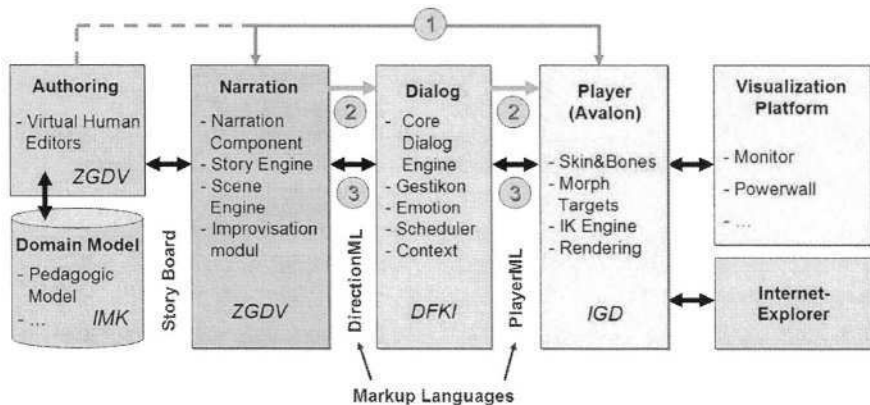 1
Authoring
- Virtual Human
Editors
ZGDV
Domain Model
- Pedagogic
Model
- ...
IMK
Story Board
Narration
- Narration
Component
- Story Engine
- Scene
Engine
- Improvisation
modul
ZGDV
2
3
DirectionML
Dialog
- Core
Dialog
Engine
- Gestikon
- Emotion
- Scheduler
- Context
DFKI
2
3
PlayerML
Player
(Avalon)
- Skin&Bones
- Morph
Targets
- IK Engine
- Rendering
IGD
Visualization
Platform
- Monitor
- Powerwall
- ...
Internet-
Explorer
Markup Languages